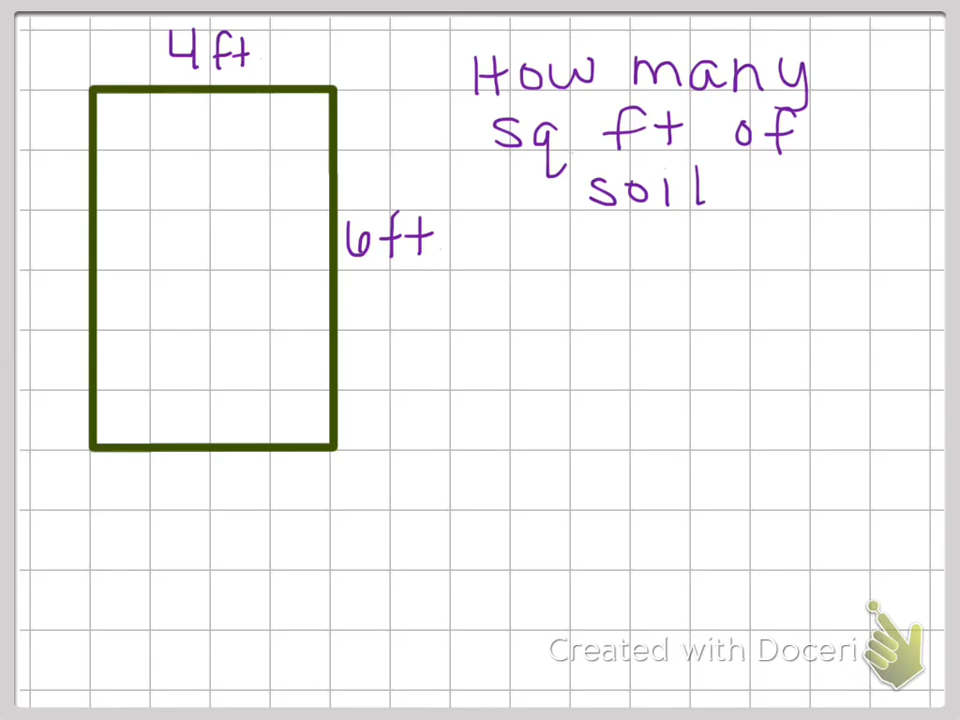 4ft
How many
sq ft of
soil
6ft
Created with Doceri